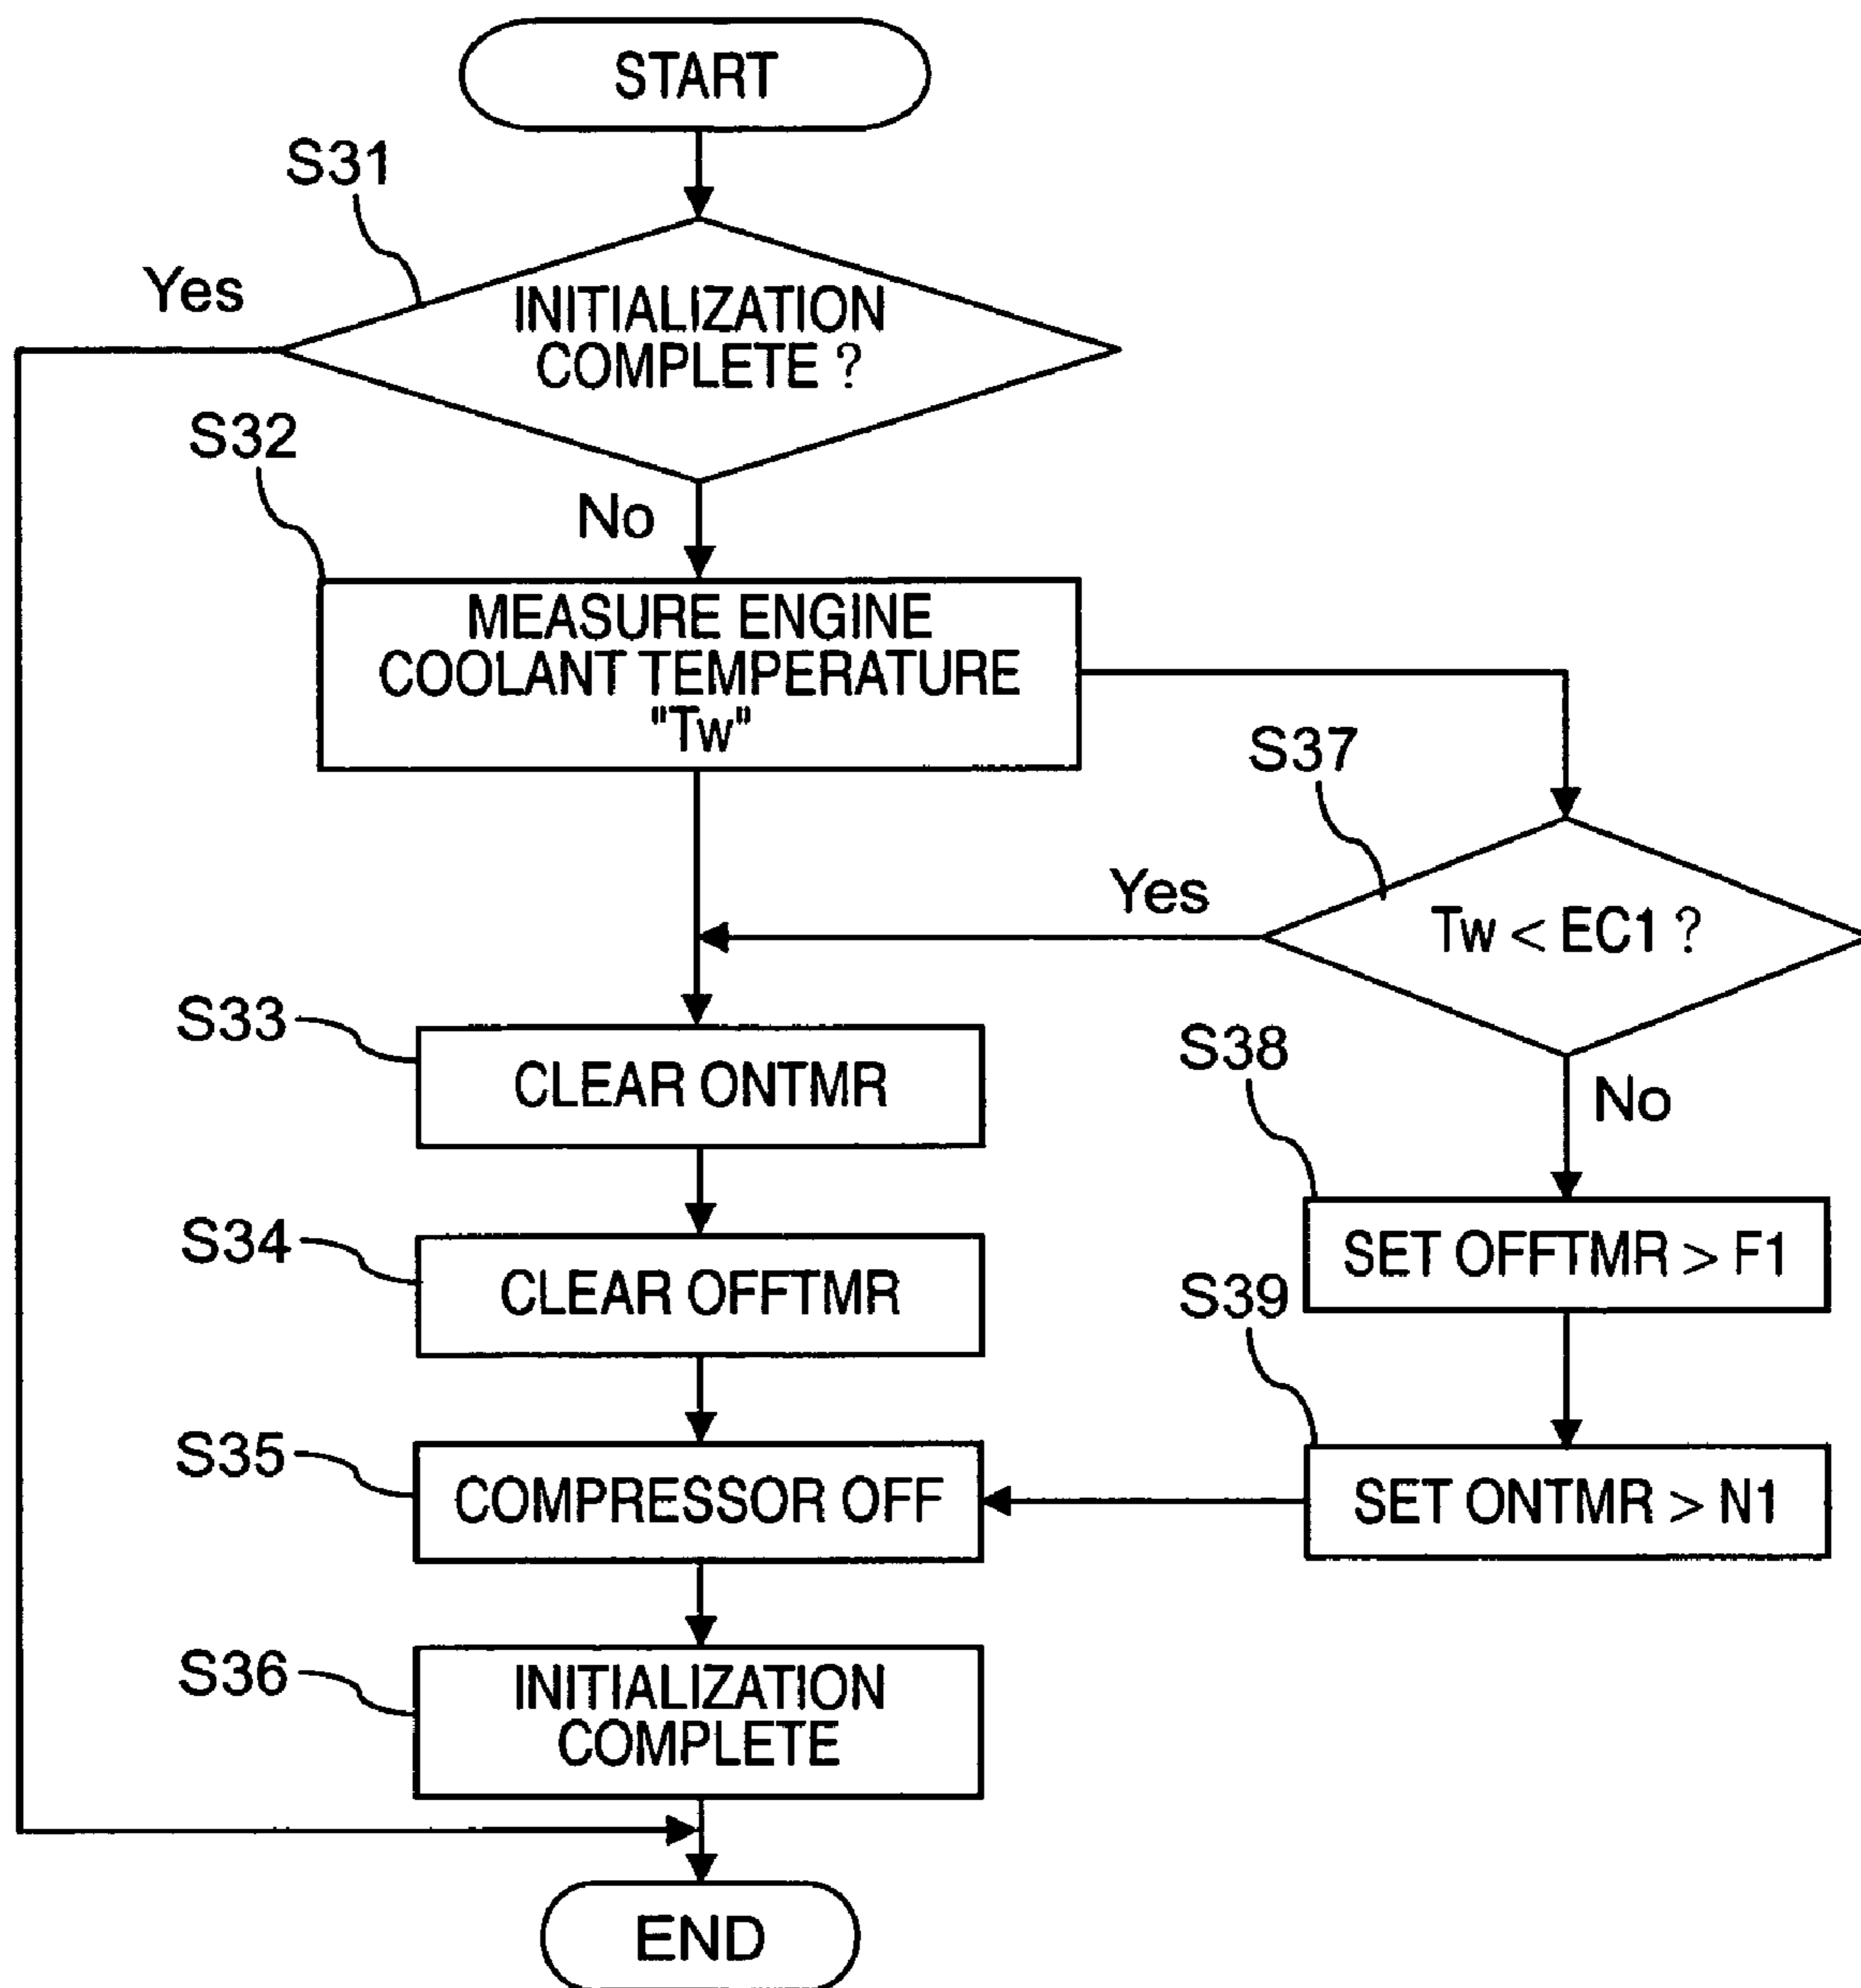 START
S31
Yes
INITIALIZATION
COMPLETE ?
S32
No
MEASURE ENGINE
COOLANT TEMPERATURE
"Tw"
S37
Yes
Tw < EC1 ?
S33
CLEAR ONTMR
S38
No
S34
CLEAR OFFTMR
SET OFFTMR > F1
S39
S35
COMPRESSOR OFF
SET ONTMR > N1
S36
INITIALIZATION
COMPLETE
END